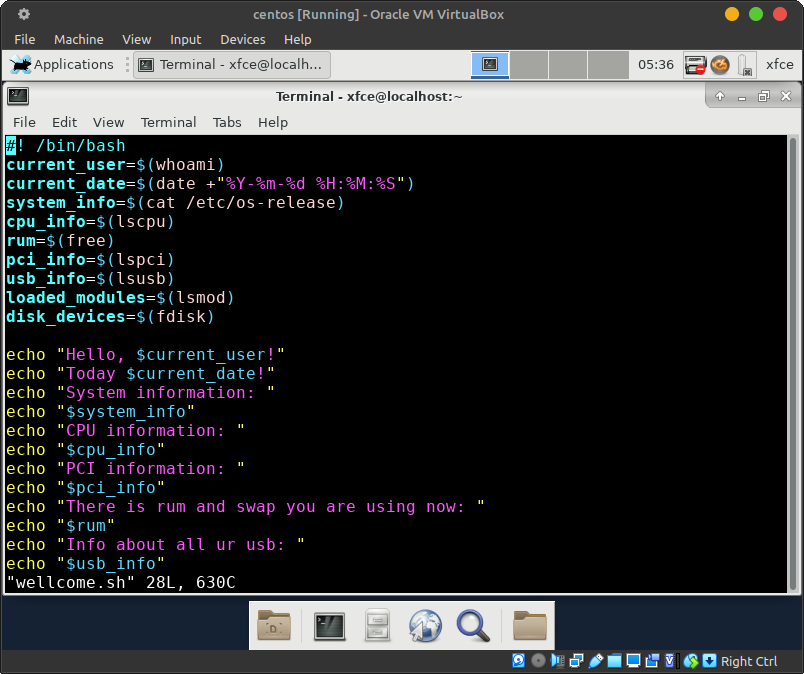 centos [Running] - Oracle VM VirtualBox
File Machine View Input Devices Help
Applications Terminal - xfce@localh... 05:36 xfce
Terminal - xfce@localhost:~
File Edit View Terminal Tabs Help
#! /bin/bash
current_user=$(whoami)
current_date=$(date +"%Y-%m-%d %H:%M:%S")
system_info=$(cat /etc/os-release)
cpu_info=$(lscpu)
rum=$(free)
pci_info=$(lspci)
usb_info=$(lsusb)
loaded_modules=$(lsmod)
disk_devices=$(fdisk)
echo "Hello, $current_user!"
echo "Today $current_date!"
echo "System information: "
echo "$system_info"
echo "CPU information: "
echo "$cpu_info"
echo "PCI information: "
echo "$pci_info"
echo "There is rum and swap you are using now: "
echo "$rum"
echo "Info about all ur usb: "
echo "$usb_info"
"wellcome.sh" 28L, 630C
Right Ctrl